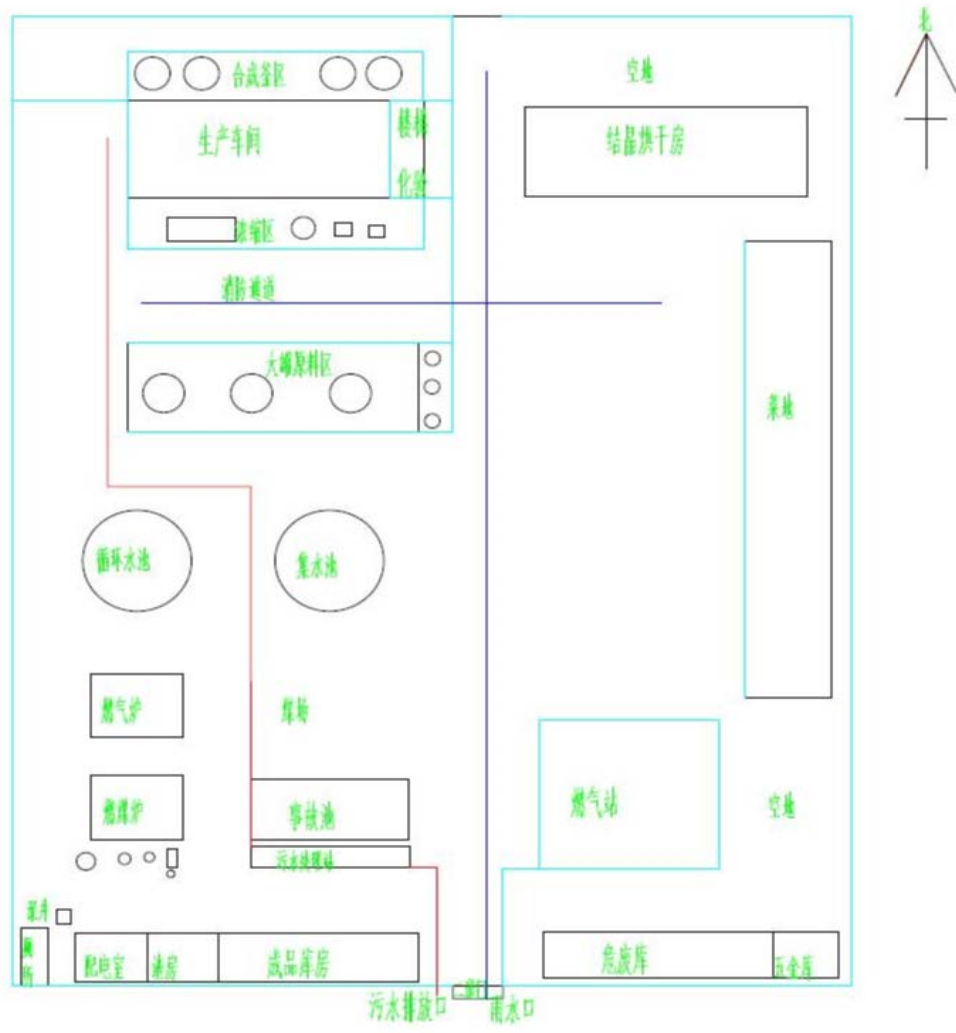 北
合成釜区
空地
生产车间
楼梯
化验
结晶烘干房
浓缩区
消防通道
大罐原料区
菜地
循环水池
集水池
燃气炉
煤场
燃煤炉
事故池
燃气站
空地
污水处理站
深井
厕所
配电室
成品库房
危废库
五金库
污水排放口
雨水口